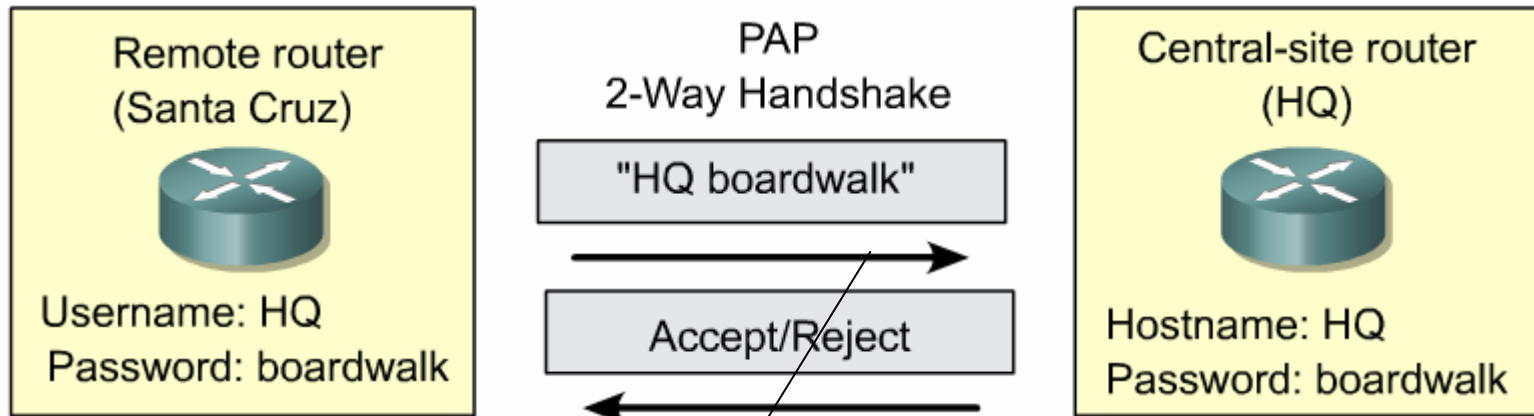 Remote router
(Santa Cruz)
Username: HQ
Password: boardwalk
PAP
2-Way Handshake
"HQ boardwalk"
Accept/Reject
Central-site router
(HQ)
Hostname: HQ
Password: boardwalk